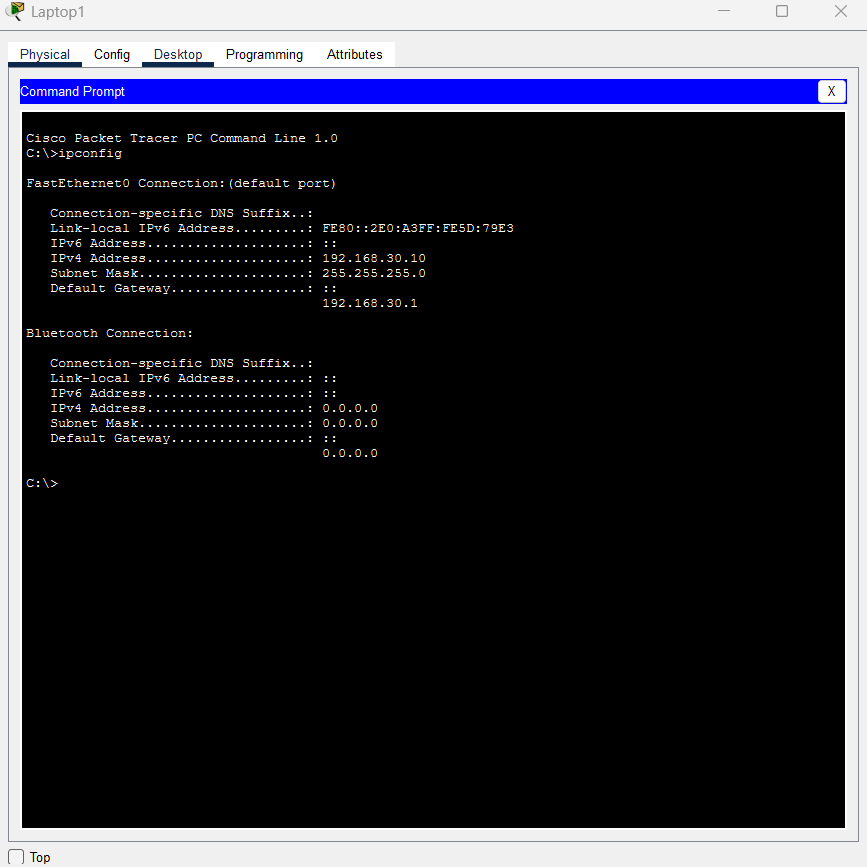 Laptop1
Physical Config Desktop Programming Attributes
Command Prompt X
Cisco Packet Tracer PC Command Line 1.0
C:\>ipconfig
FastEthernet0 Connection:(default port)
Connection-specific DNS Suffix..:
Link-local IPv6 Address.........: FE80::2E0:A3FF:FE5D:79E3
IPv6 Address....................: ::
IPv4 Address....................: 192.168.30.10
Subnet Mask.....................: 255.255.255.0
Default Gateway.................: ::
192.168.30.1
Bluetooth Connection:
Connection-specific DNS Suffix..:
Link-local IPv6 Address.........: ::
IPv6 Address....................: ::
IPv4 Address....................: 0.0.0.0
Subnet Mask.....................: 0.0.0.0
Default Gateway.................: ::
0.0.0.0
C:\>
Top